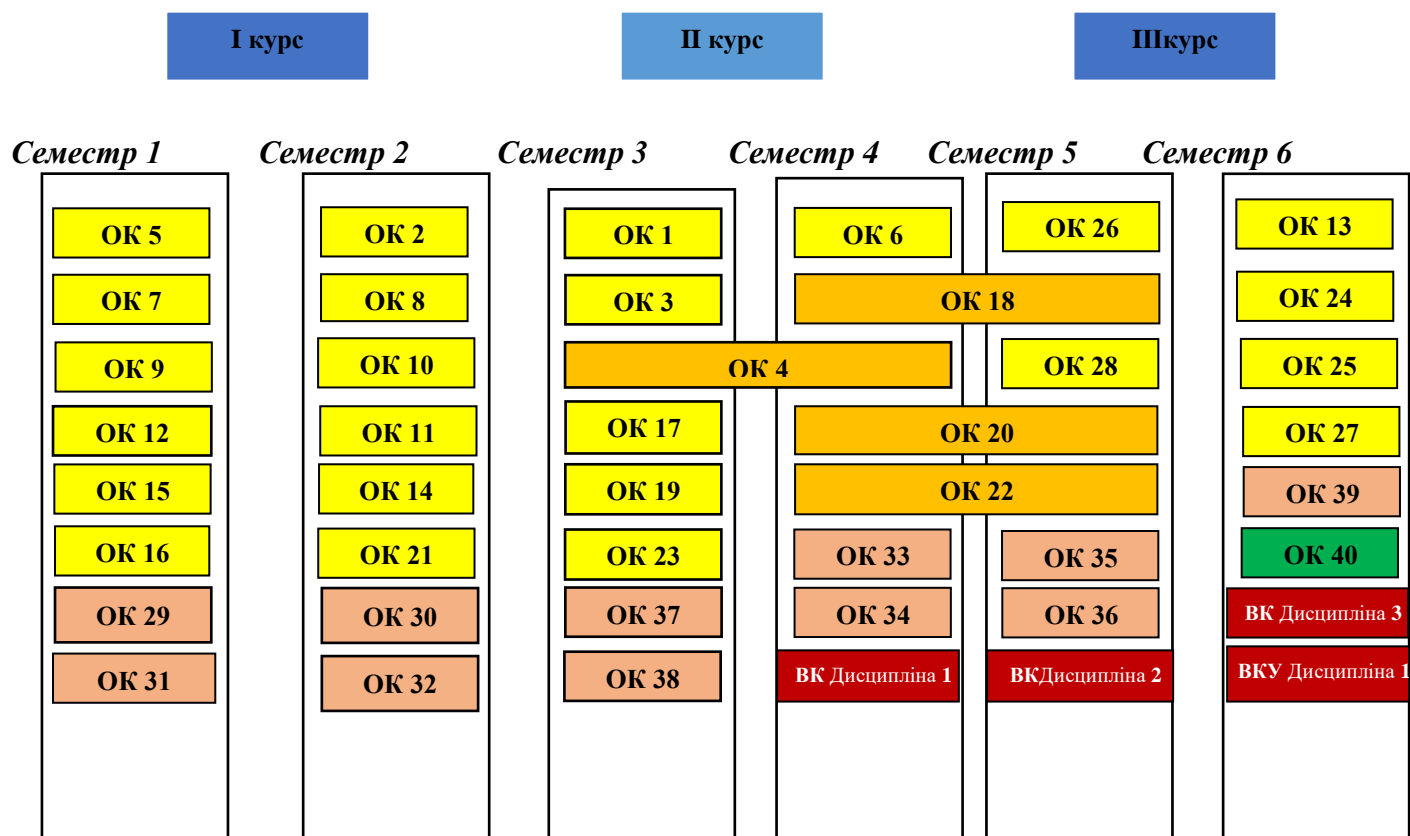 І курс
ІІ курс
ІІІкурс
Семестр 1
Семестр 2
Семестр 3
Семестр 4
Семестр 5
Семестр 6
ОК 5
ОК 7
ОК 9
ОК 12
ОК 15
ОК 16
ОК 29
ОК 31
ОК 2
ОК 8
ОК 10
ОК 11
ОК 14
ОК 21
ОК 30
ОК 32
ОК 1
ОК 3
ОК 4
ОК 17
ОК 19
ОК 23
ОК 37
ОК 38
ОК 6
ОК 18
ОК 20
ОК 22
ОК 33
ОК 34
ВК Дисципліна 1
ОК 26
ОК 28
ОК 35
ОК 36
ВКДисципліна 2
ОК 13
ОК 24
ОК 25
ОК 27
ОК 39
ОК 40
ВК Дисципліна 3
ВКУ Дисципліна 1